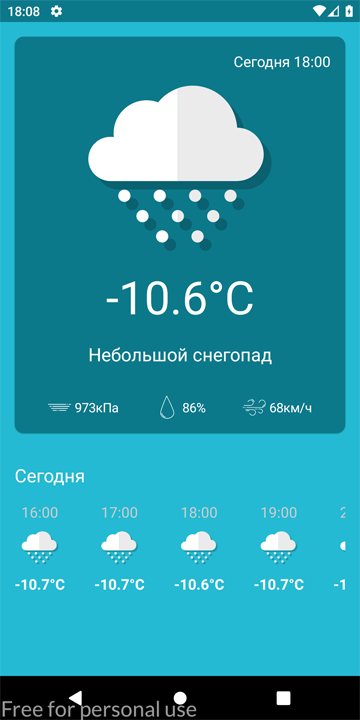 18:08
Сегодня 18:00
-10.6°C
Небольшой снегопад
973кПа 86% 68км/ч
Сегодня
16:00 17:00 18:00 19:00 2
-10.7°C -10.7°C -10.6°C -10.7°C -1
Free for personal use